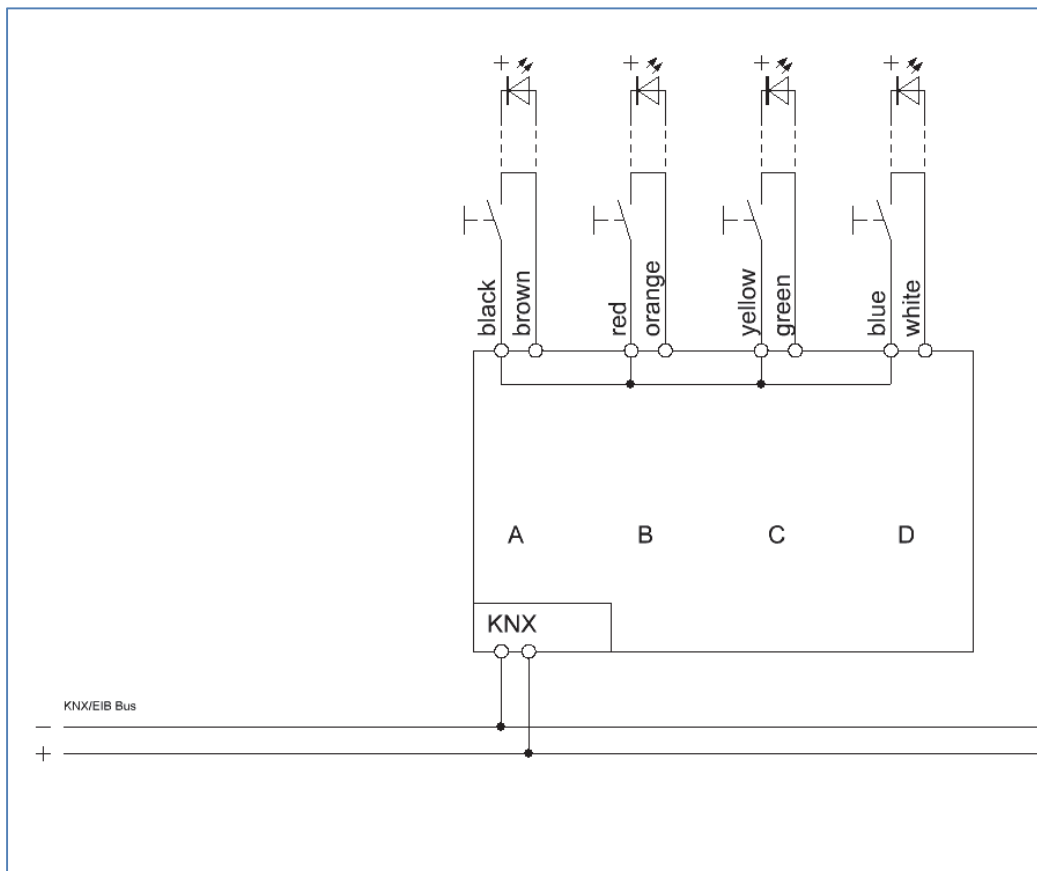 + + + +
black brown red orange yellow green blue white
A B C D
KNX
KNX/EIB Bus
−
+